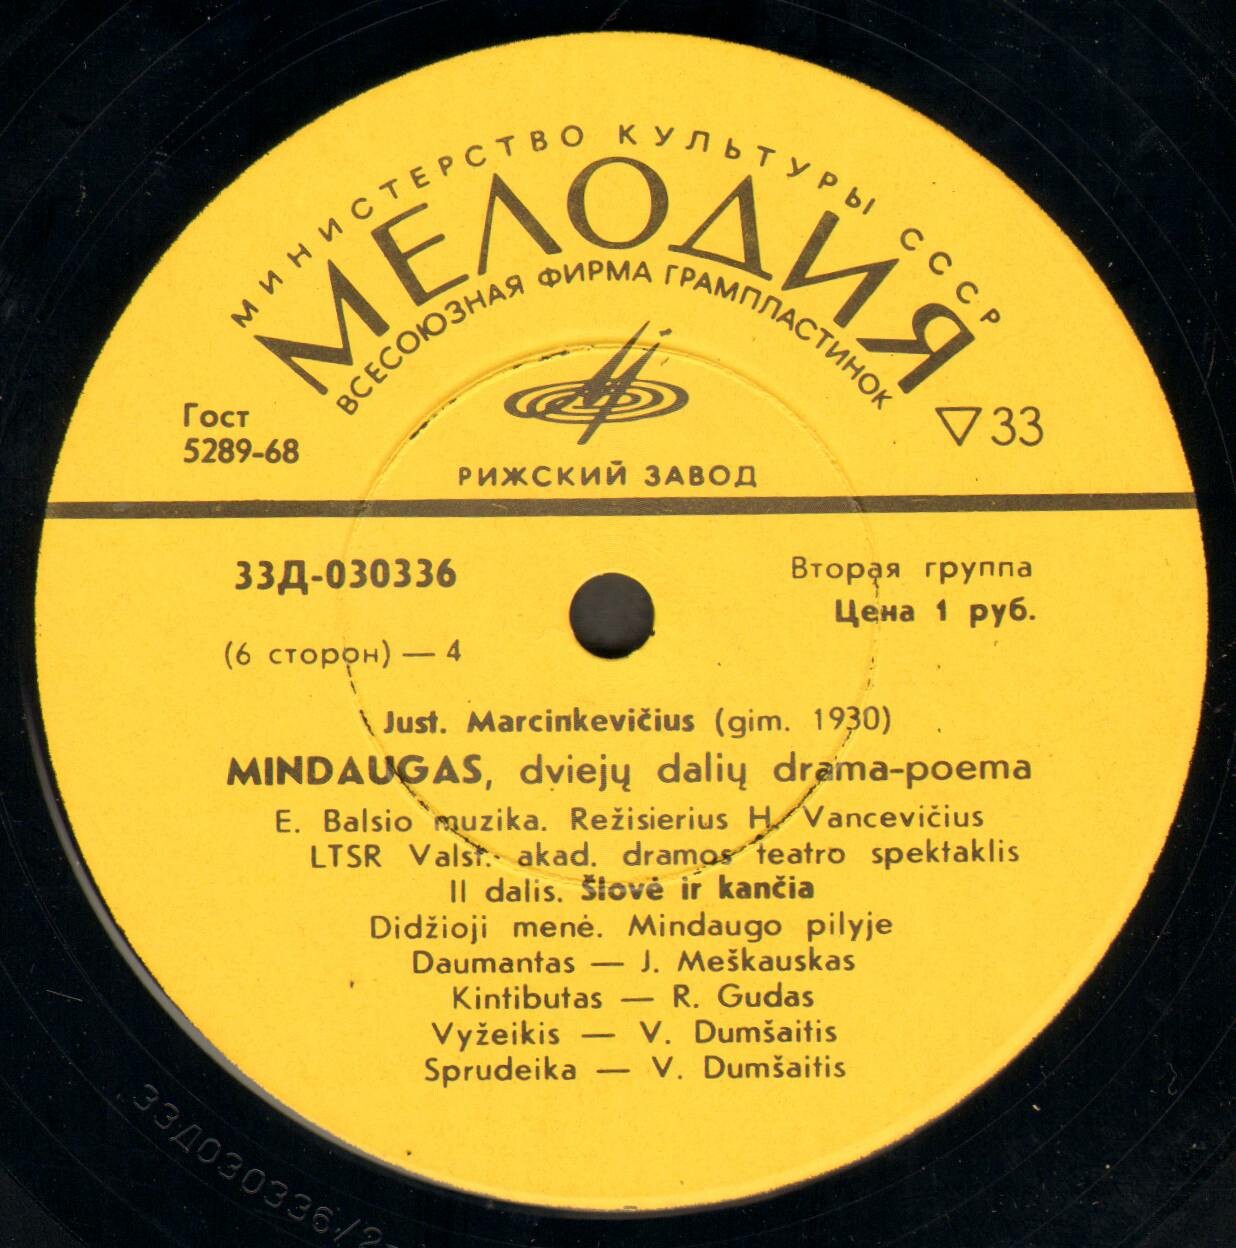 МИНИСТЕРСТВО КУЛЬТУРЫ СССР
МЕЛОДИЯ
ВСЕСОЮЗНАЯ ФИРМА ГРАМПЛАСТИНОК
Гост
5289-68
▽33
РИЖСКИЙ ЗАВОД
33Д-030336
Вторая группа
Цена 1 руб.
(6 сторон) — 4
Just. Marcinkevičius (gim. 1930)
MINDAUGAS, dviejų dalių drama-poema
E. Balsio muzika. Režisierius H. Vancevičius
LTSR Valst. akad. dramos teatro spektaklis
II dalis. Šlovė ir kančia
Didžioji menė. Mindaugo pilyje
Daumantas — J. Meškauskas
Kintibutas — R. Gudas
Vyžeikis — V. Dumšaitis
Sprudeika — V. Dumšaitis
33Д030336/2